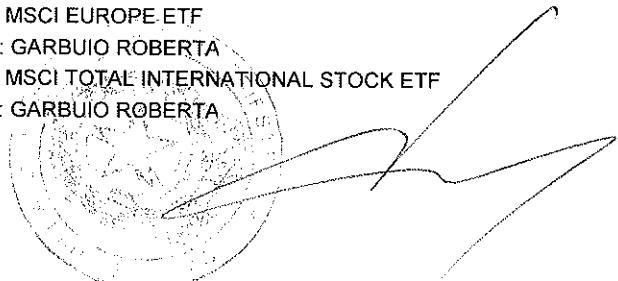 MSCI EUROPE ETF
: GARBUIO ROBERTA
MSCI TOTAL INTERNATIONAL STOCK ETF
: GARBUIO ROBERTA